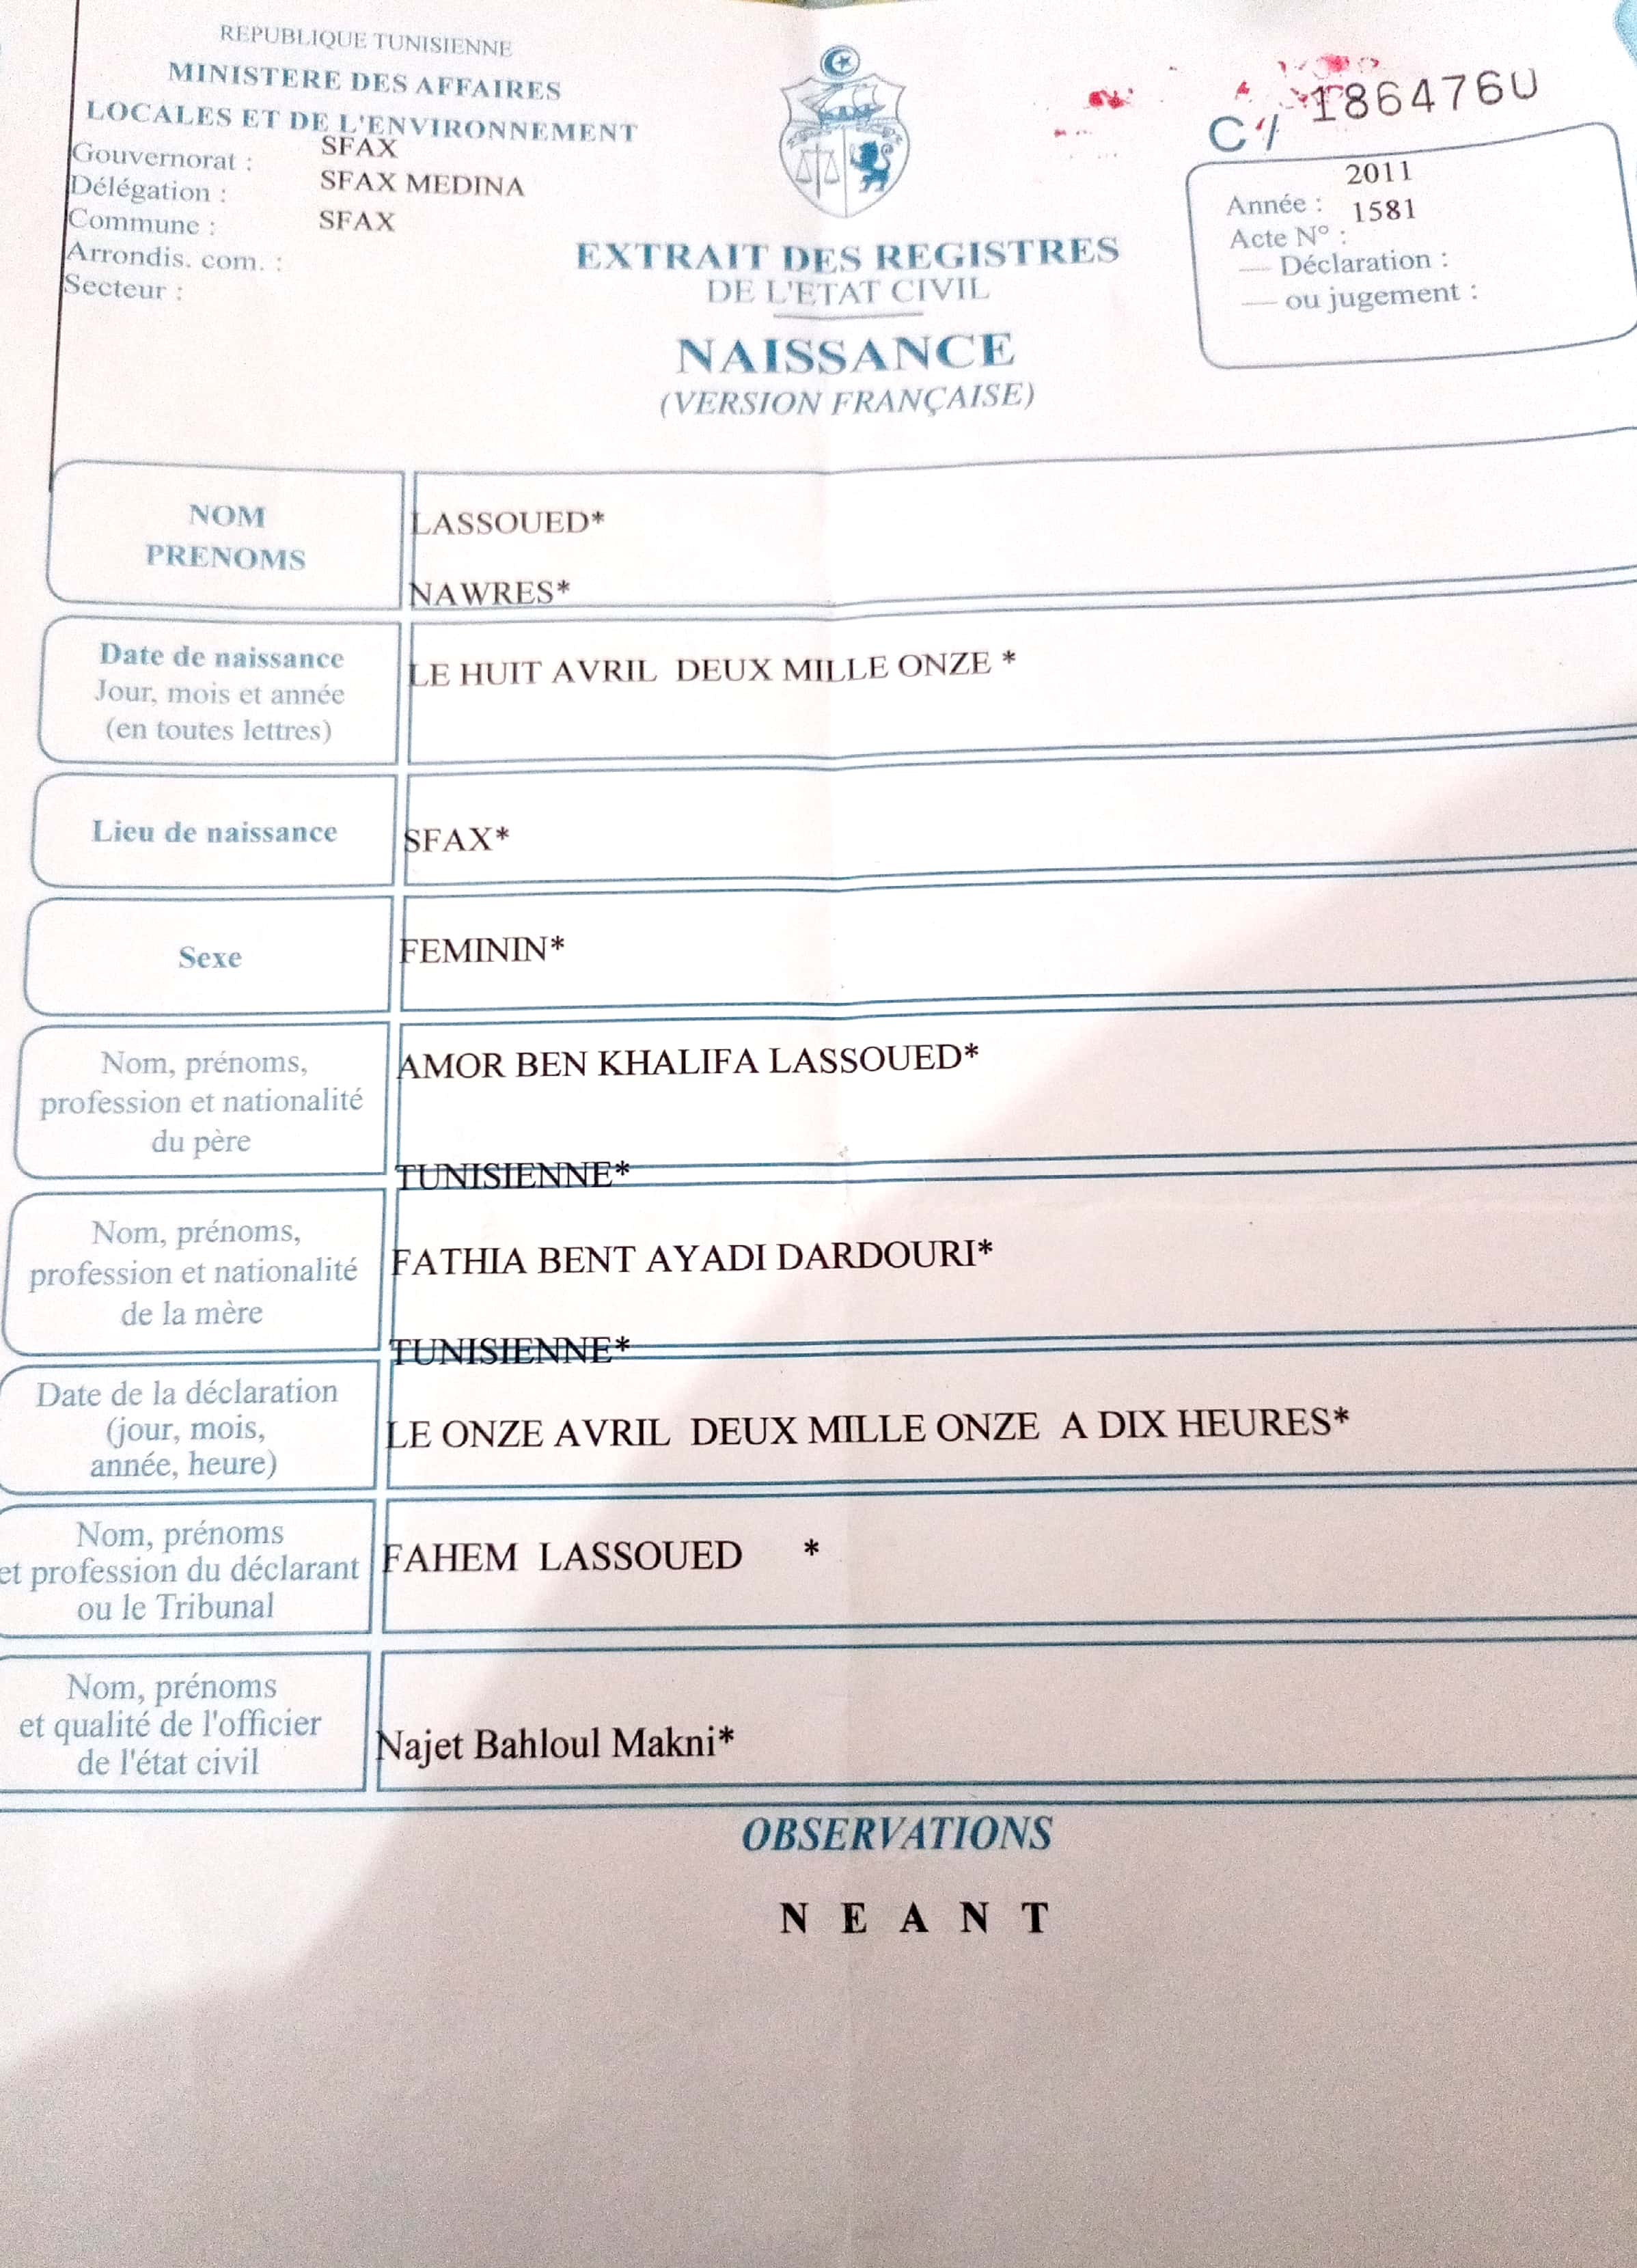 REPUBLIQUE TUNISIENNE
MINISTERE DES AFFAIRES
LOCALES ET DE L'ENVIRONNEMENT
Gouvernorat : SFAX
Délégation : SFAX MEDINA
Commune : SFAX
Arrondis. com. :
Secteur :
C/ 186476U
2011
Année :
1581
Acte N° :
— Déclaration :
— ou jugement :
EXTRAIT DES REGISTRES
DE L'ETAT CIVIL
NAISSANCE
(VERSION FRANÇAISE)
NOM
PRENOMS
LASSOUED*
NAWRES*
Date de naissance
Jour, mois et année
(en toutes lettres)
LE HUIT AVRIL DEUX MILLE ONZE *
Lieu de naissance
SFAX*
Sexe
FEMININ*
Nom, prénoms,
profession et nationalité
du père
AMOR BEN KHALIFA LASSOUED*
TUNISIENNE*
Nom, prénoms,
profession et nationalité
de la mère
FATHIA BENT AYADI DARDOURI*
TUNISIENNE*
Date de la déclaration
(jour, mois,
année, heure)
LE ONZE AVRIL DEUX MILLE ONZE A DIX HEURES*
Nom, prénoms
et profession du déclarant
ou le Tribunal
FAHEM LASSOUED *
Nom, prénoms
et qualité de l'officier
de l'état civil
Najet Bahloul Makni*
OBSERVATIONS
N E A N T